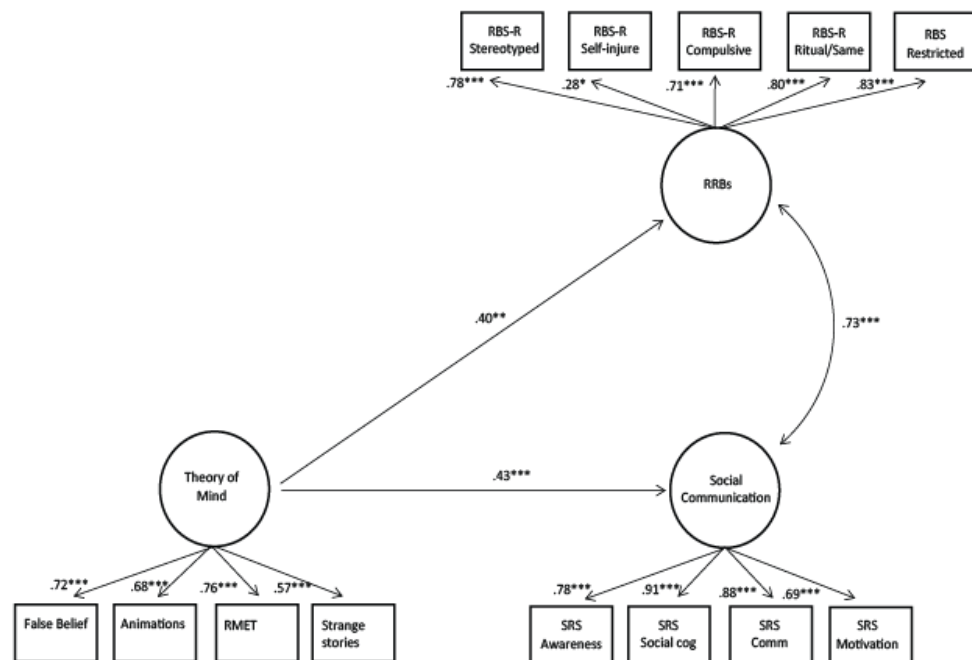 RBS-R
Stereotyped
RBS-R
Self-injure
RBS-R
Compulsive
RBS-R
Ritual/Same
RBS
Restricted
.78***
.28*
.71***
.80***
.83***
RRBs
.40**
.73***
Theory of
Mind
.43***
Social
Communication
.72***
.68***
.76***
.57***
.78***
.91***
.88***
.69***
False Belief
Animations
RMET
Strange
stories
SRS
Awareness
SRS
Social cog
SRS
Comm
SRS
Motivation